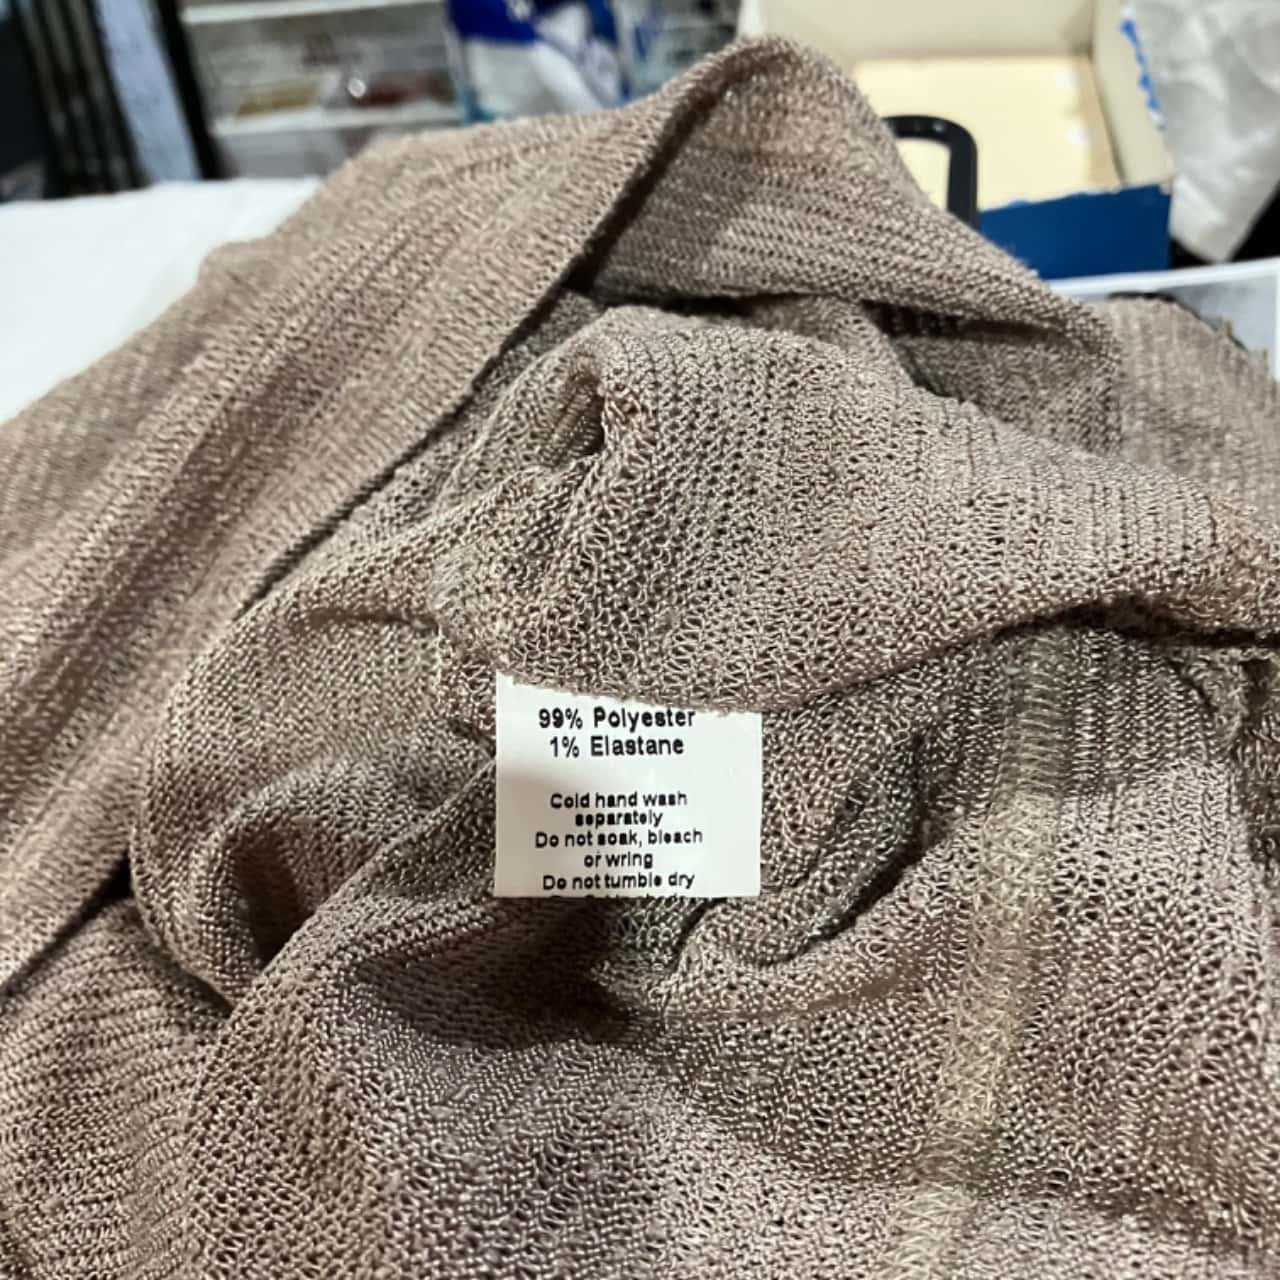 99% Polyester
1% Elastane
Cold hand wash
separately
Do not soak, bleach
or wring
Do not tumble dry